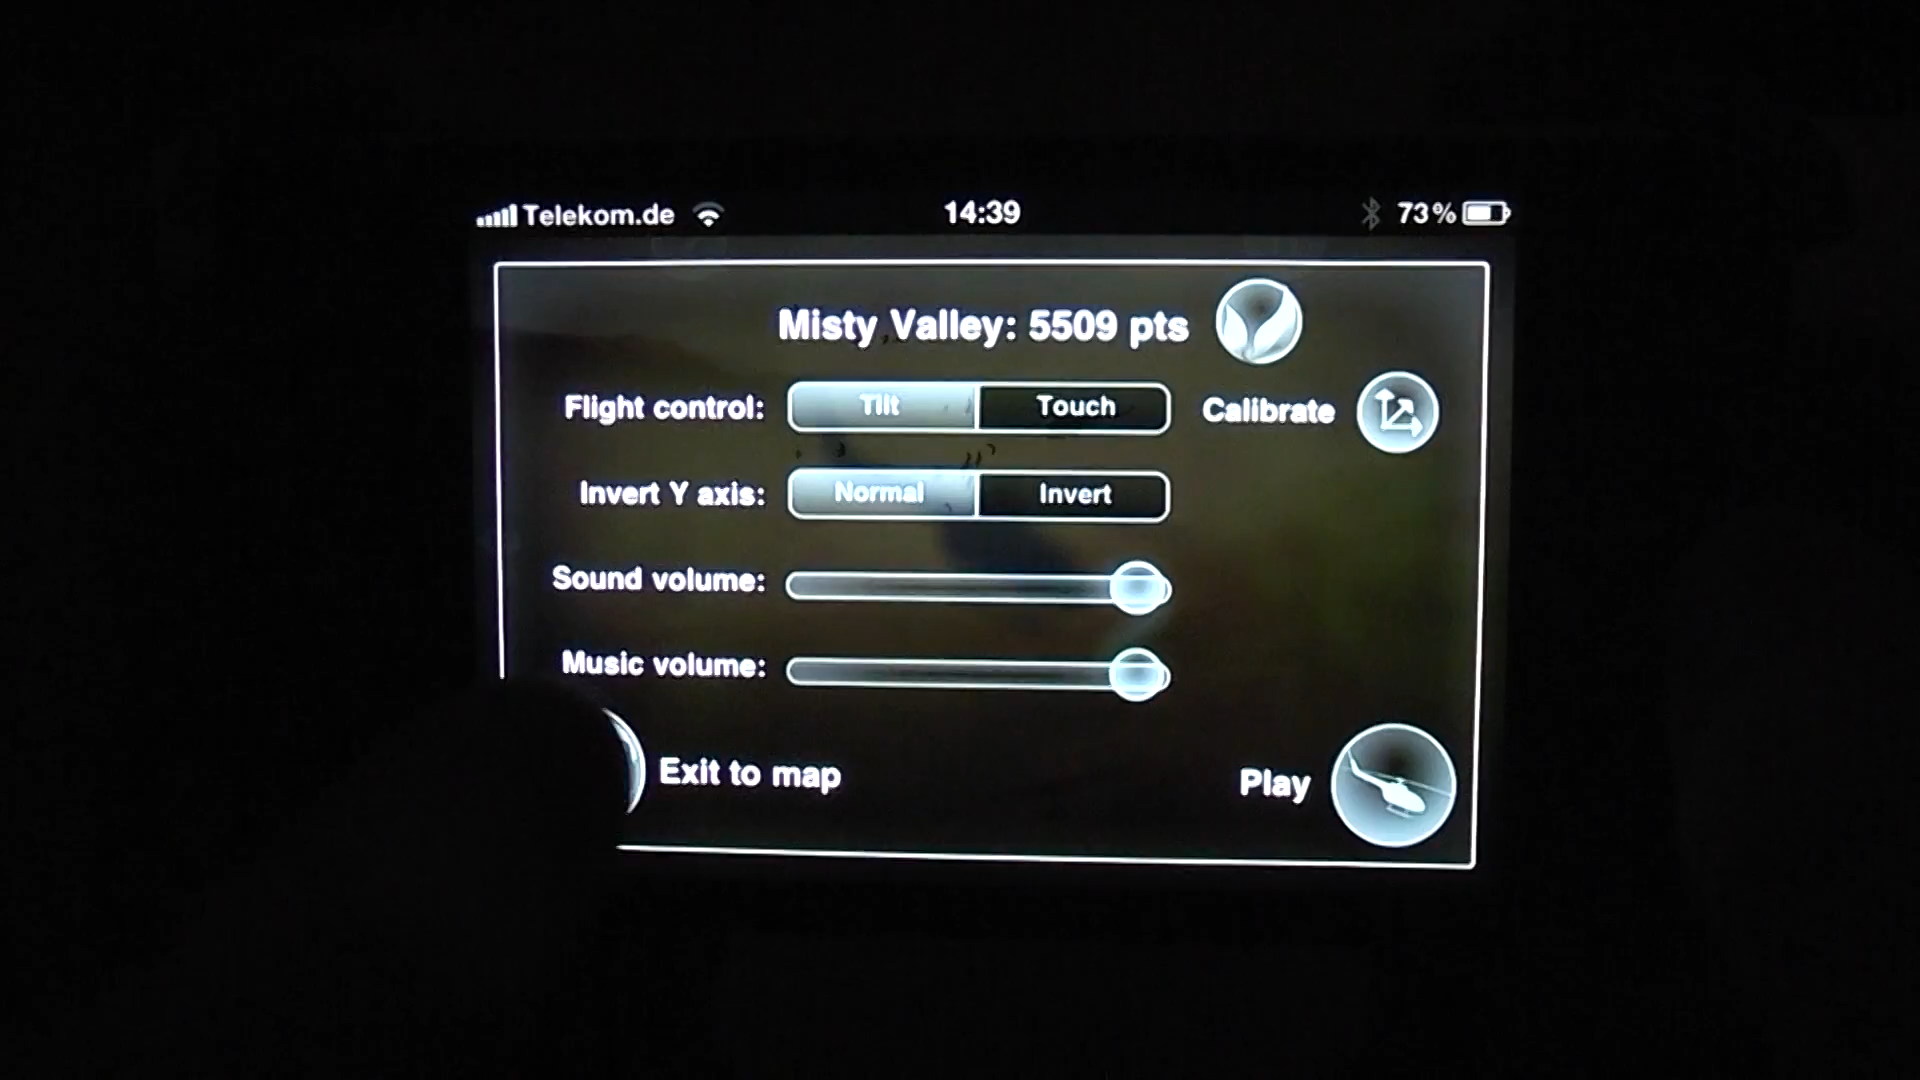 Telekom.de 14:39 73%
Misty Valley: 5509 pts
Flight control: Tilt Touch Calibrate
Invert Y axis: Normal Invert
Sound volume:
Music volume:
Exit to map Play